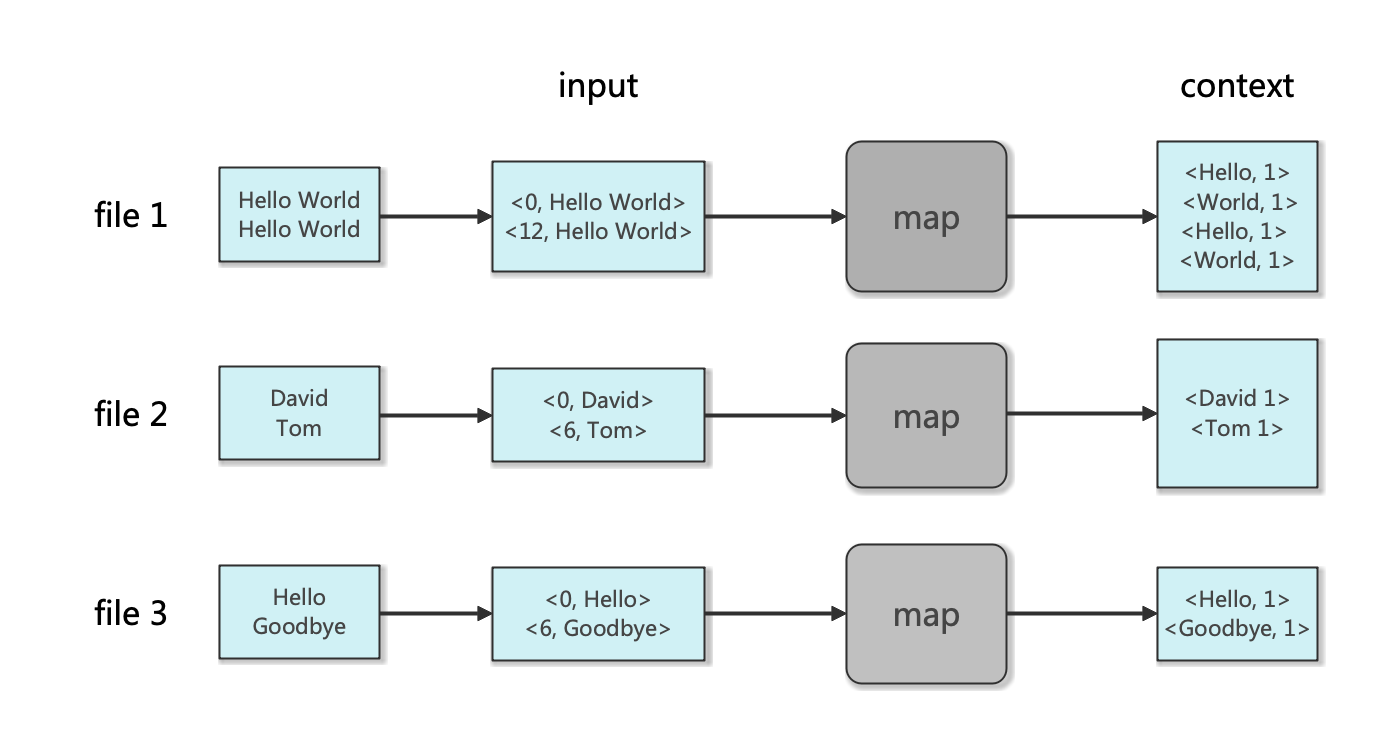 input
context
file 1
Hello World
Hello World
<0, Hello World>
<12, Hello World>
map
<Hello, 1>
<World, 1>
<Hello, 1>
<World, 1>
file 2
David
Tom
<0, David>
<6, Tom>
map
<David 1>
<Tom 1>
file 3
Hello
Goodbye
<0, Hello>
<6, Goodbye>
map
<Hello, 1>
<Goodbye, 1>